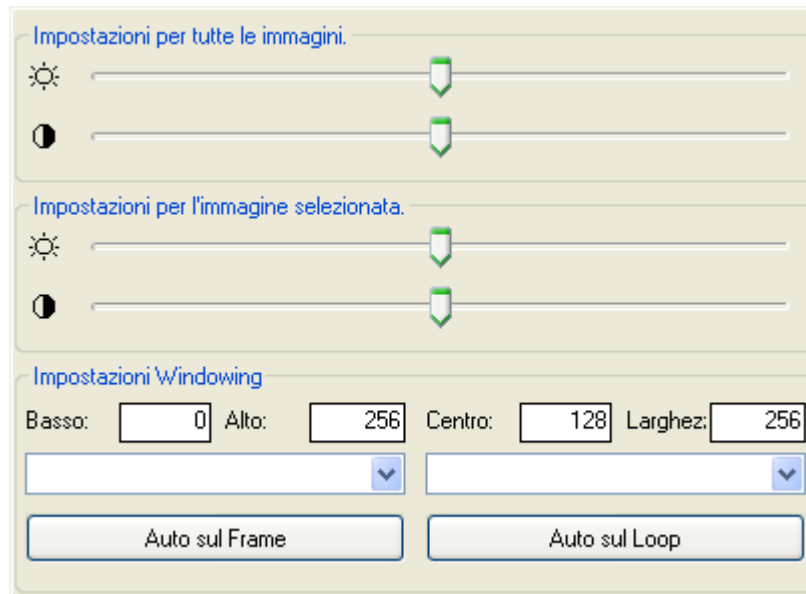 Impostazioni per tutte le immagini.
Impostazioni per l'immagine selezionata.
Impostazioni Windowing
Basso: 0 Alto: 256 Centro: 128 Larghez: 256
Auto sul Frame Auto sul Loop